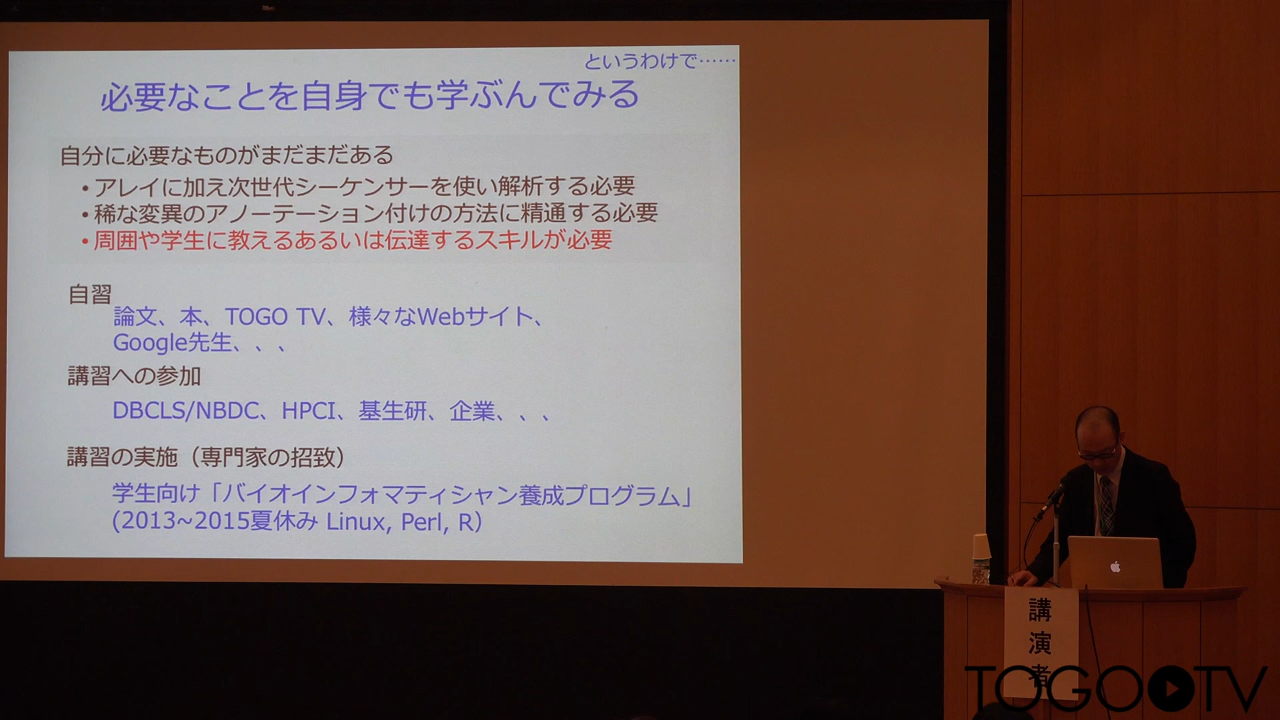 というわけで……
必要なことを自身でも学ぶんでみる
自分に必要なものがまだまだある
• アレイに加え次世代シーケンサーを使い解析する必要
• 稀な変異のアノーテーション付けの方法に精通する必要
• 周囲や学生に教えるあるいは伝達するスキルが必要
自習
論文、本、TOGO TV、様々なWebサイト、
Google先生、、、
講習への参加
DBCLS/NBDC、HPCI、基生研、企業、、、
講習の実施（専門家の招致）
学生向け「バイオインフォマティシャン養成プログラム」
(2013~2015夏休み Linux, Perl, R）
講演者
TOGOTV